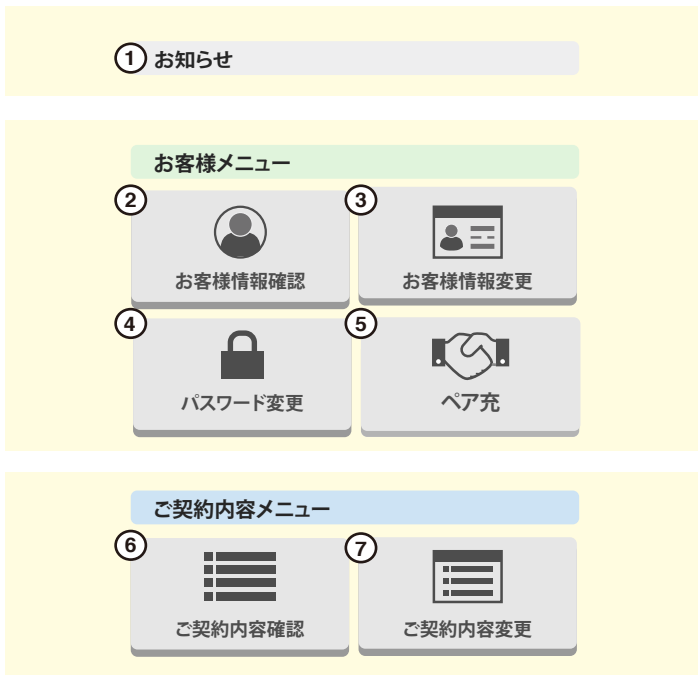 ① お知らせ
お客様メニュー
② ③
お客様情報確認 お客様情報変更
④ ⑤
パスワード変更 ペア充
ご契約内容メニュー
⑥ ⑦
ご契約内容確認 ご契約内容変更